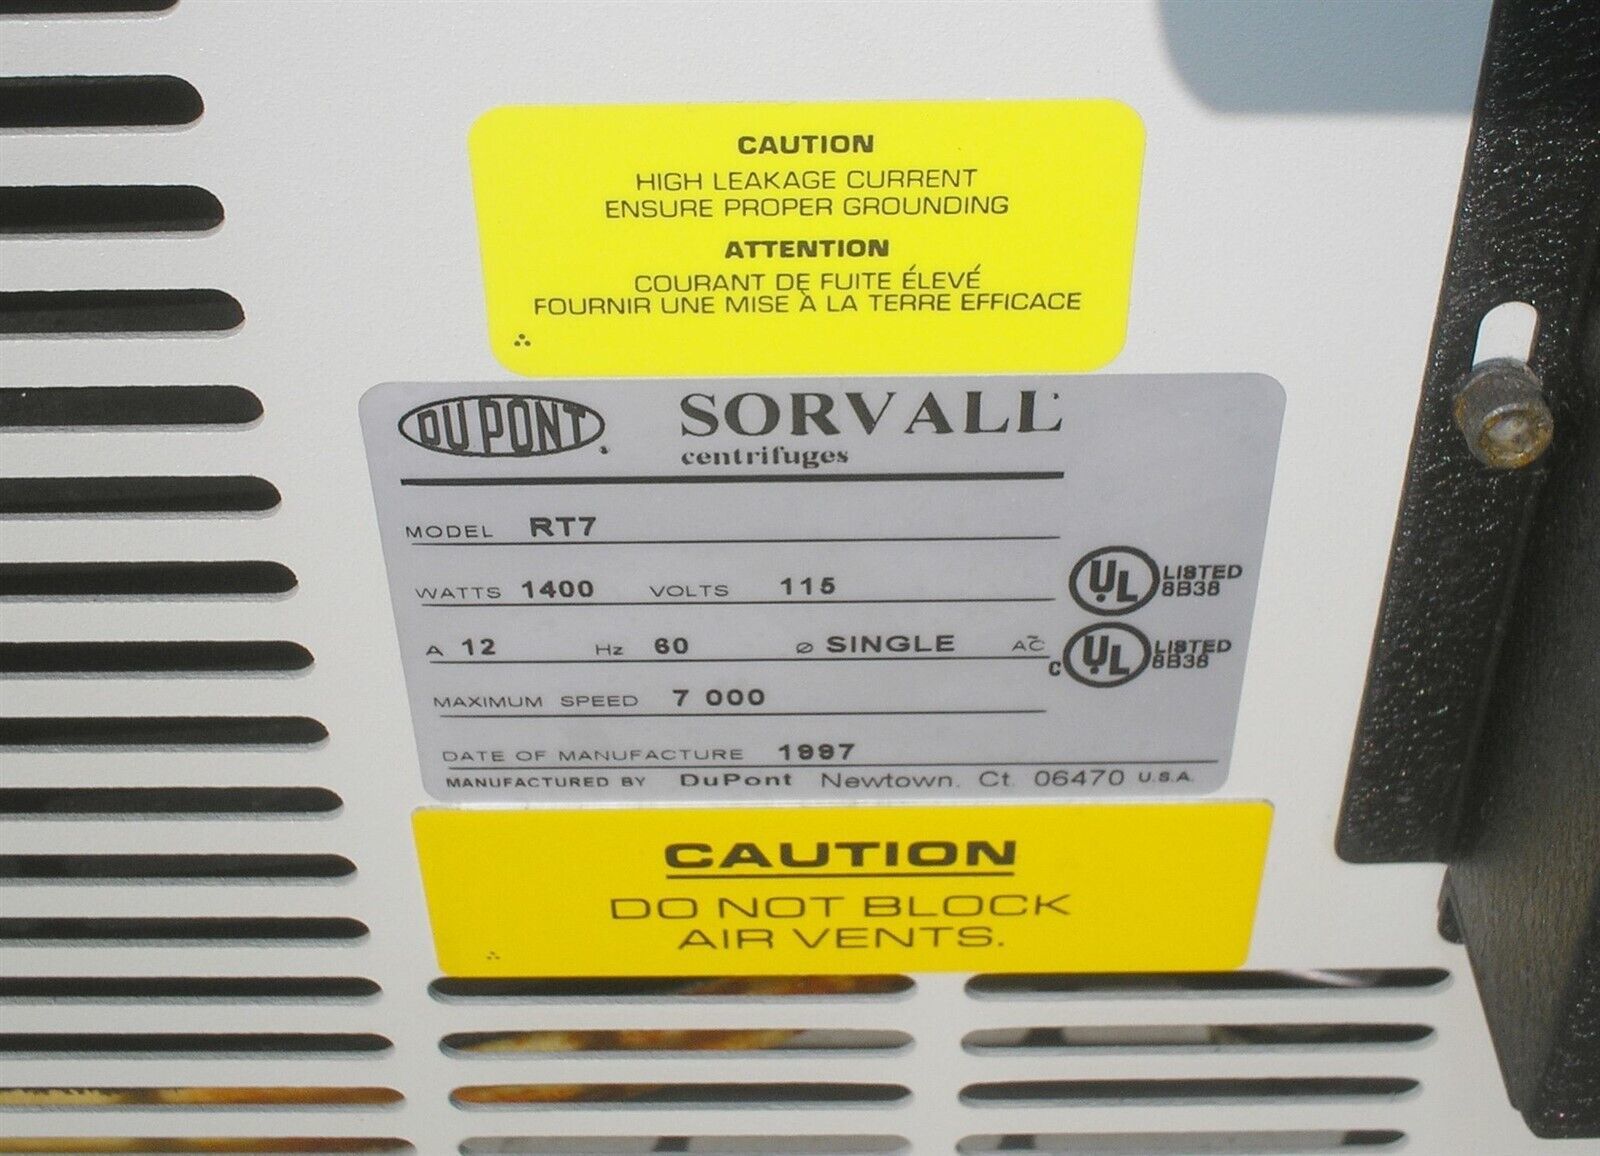 CAUTION
HIGH LEAKAGE CURRENT
ENSURE PROPER GROUNDING
ATTENTION
COURANT DE FUITE ÉLEVÉ
FOURNIR UNE MISE À LA TERRE EFFICACE
DU PONT SORVALL
centrifuges
MODEL RT7
WATTS 1400 VOLTS 115
UL LISTED
8B38
A 12 Hz 60 ø SINGLE AC
c UL LISTED
8B38
MAXIMUM SPEED 7 000
DATE OF MANUFACTURE 1997
MANUFACTURED BY DuPont Newtown, Ct. 06470 U.S.A.
CAUTION
DO NOT BLOCK
AIR VENTS.